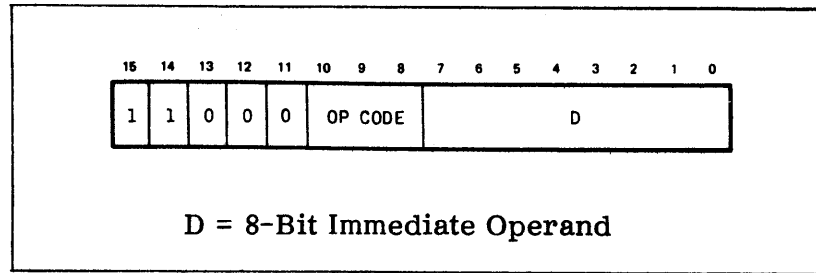 15 14 13 12 11 10 9 8 7 6 5 4 3 2 1 0
1 1 0 0 0 OP CODE D
D = 8-Bit Immediate Operand